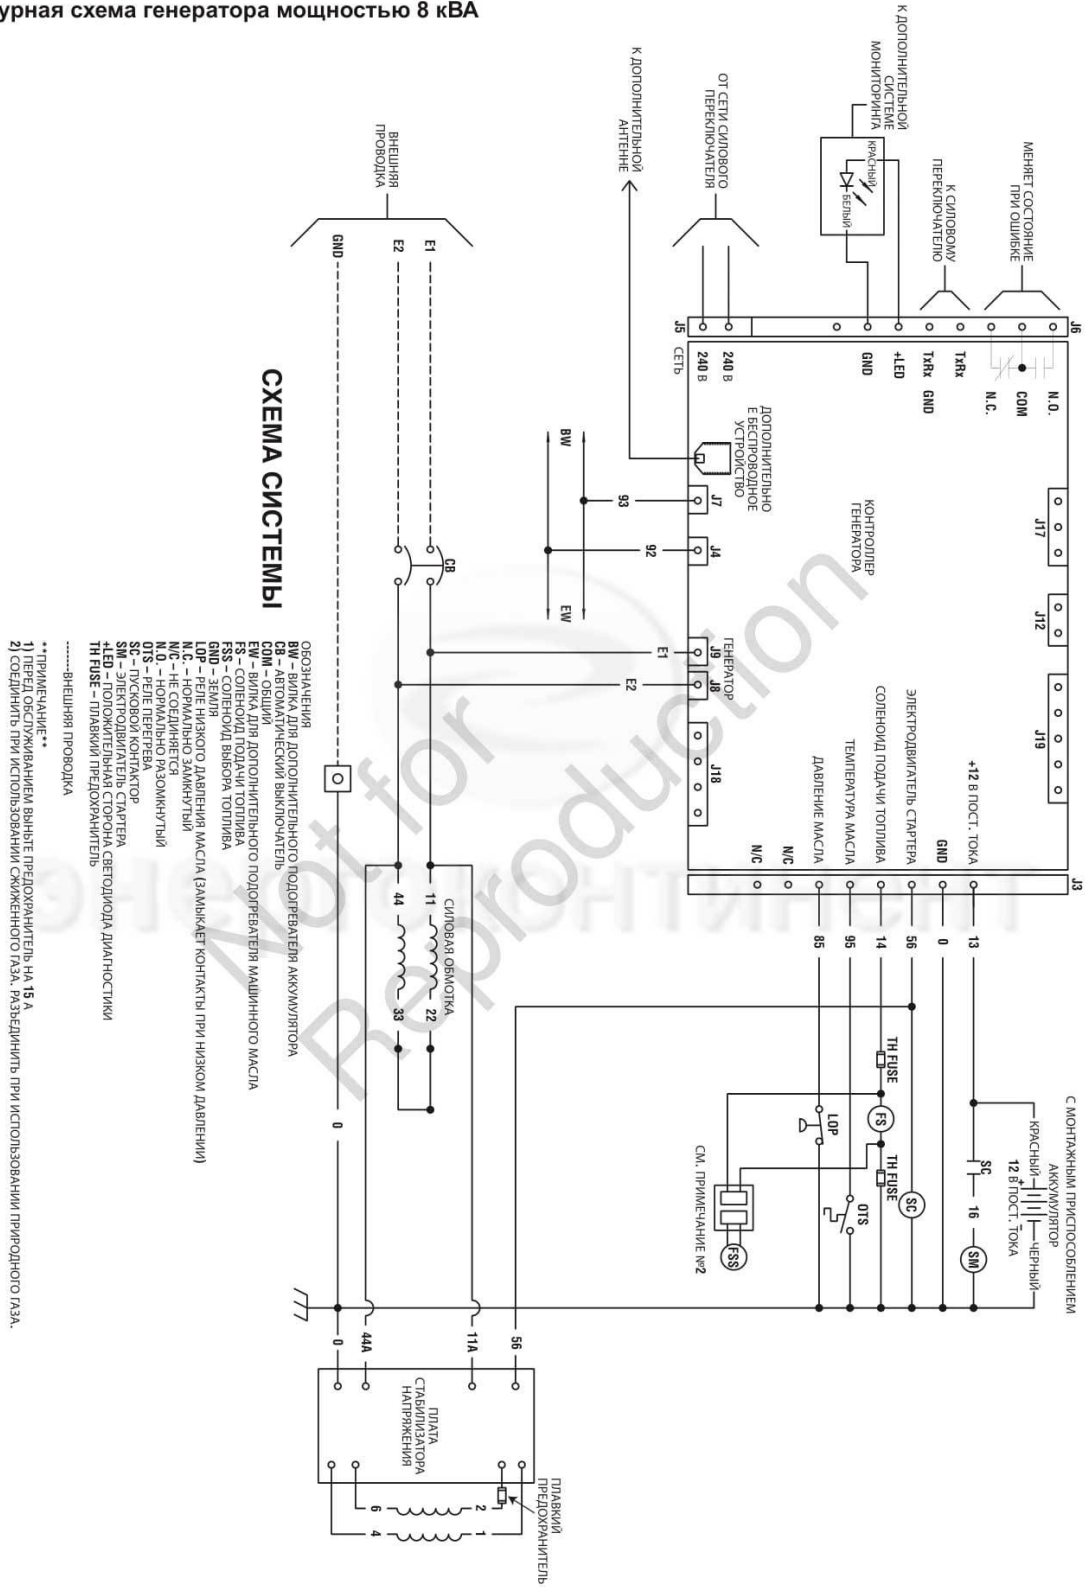 урная схема генератора мощностью 8 кВА
С МОНТАЖНЫМ ПРИСПОСОБЛЕНИЕМ
АККУМУЛЯТОР
КРАСНЫЙ
+
-
ЧЕРНЫЙ
12 В ПОСТ. ТОКА
МЕНЯЕТ СОСТОЯНИЕ
ПРИ ОШИБКЕ
К СИЛОВОМУ
ПЕРЕКЛЮЧАТЕЛЮ
К ДОПОЛНИТЕЛЬНОЙ
СИСТЕМЕ
МОНИТОРИНГА
КРАСНЫЙ
БЕЛЫЙ
ОТ СЕТИ СИЛОВОГО
ПЕРЕКЛЮЧАТЕЛЯ
К ДОПОЛНИТЕЛЬНОЙ
АНТЕННЕ
ВНЕШНЯЯ
ПРОВОДКА
J6
N.O.
COM
N.C.
TxRx
TxRx GND
+LED
GND
J5
240 В
240 В
СЕТЬ
J17
J12
J19
КОНТРОЛЛЕР
ГЕНЕРАТОРА
ДОПОЛНИТЕЛЬНО
Е БЕСПРОВОДНОЕ
УСТРОЙСТВО
J7
J4
ГЕНЕРАТОР
J9
J8
J18
J3
+12 В ПОСТ. ТОКА
GND
ЭЛЕКТРОДВИГАТЕЛЬ СТАРТЕРА
СОЛЕНОИД ПОДАЧИ ТОПЛИВА
ТЕМПЕРАТУРА МАСЛА
ДАВЛЕНИЕ МАСЛА
N/C
N/C
13
0
56
14
95
85
SC
16
SM
SC
TH FUSE
FS
TH FUSE
OTS
LOP
FSS
СМ. ПРИМЕЧАНИЕ №2
93
92
BW
EW
E1
E2
E1
E2
GND
CB
СИЛОВАЯ ОБМОТКА
11
22
44
33
0
56
11A
44A
0
ПЛАТА
СТАБИЛИЗАТОРА
НАПРЯЖЕНИЯ
ПЛАВКИЙ
ПРЕДОХРАНИТЕЛЬ
2
6
1
4
СХЕМА СИСТЕМЫ
ОБОЗНАЧЕНИЯ
BW – ВИЛКА ДЛЯ ДОПОЛНИТЕЛЬНОГО ПОДОГРЕВАТЕЛЯ АККУМУЛЯТОРА
CB – АВТОМАТИЧЕСКИЙ ВЫКЛЮЧАТЕЛЬ
COM – ОБЩИЙ
EW – ВИЛКА ДЛЯ ДОПОЛНИТЕЛЬНОГО ПОДОГРЕВАТЕЛЯ МАШИННОГО МАСЛА
FS – СОЛЕНОИД ПОДАЧИ ТОПЛИВА
FSS – СОЛЕНОИД ВЫБОРА ТОПЛИВА
GND – ЗЕМЛЯ
LOP – РЕЛЕ НИЗКОГО ДАВЛЕНИЯ МАСЛА (ЗАМЫКАЕТ КОНТАКТЫ ПРИ НИЗКОМ ДАВЛЕНИИ)
N.C. – НОРМАЛЬНО ЗАМКНУТЫЙ
N/C – НЕ СОЕДИНЯЕТСЯ
N.O. – НОРМАЛЬНО РАЗОМКНУТЫЙ
OTS – РЕЛЕ ПЕРЕГРЕВА
SC – ПУСКОВОЙ КОНТАКТОР
SM – ЭЛЕКТРОДВИГАТЕЛЬ СТАРТЕРА
+LED – ПОЛОЖИТЕЛЬНАЯ СТОРОНА СВЕТОДИОДА ДИАГНОСТИКИ
TH FUSE – ПЛАВКИЙ ПРЕДОХРАНИТЕЛЬ
--------ВНЕШНЯЯ ПРОВОДКА
**ПРИМЕЧАНИЕ**
1) ПЕРЕД ОБСЛУЖИВАНИЕМ ВЫНЬТЕ ПРЕДОХРАНИТЕЛЬ НА 15 А
2) СОЕДИНИТЬ ПРИ ИСПОЛЬЗОВАНИИ СЖИЖЕННОГО ГАЗА. РАЗЪЕДИНИТЬ ПРИ ИСПОЛЬЗОВАНИИ ПРИРОДНОГО ГАЗА.
Not for
Reproduction
ЭНЕРГОКОНТИНЕНТ